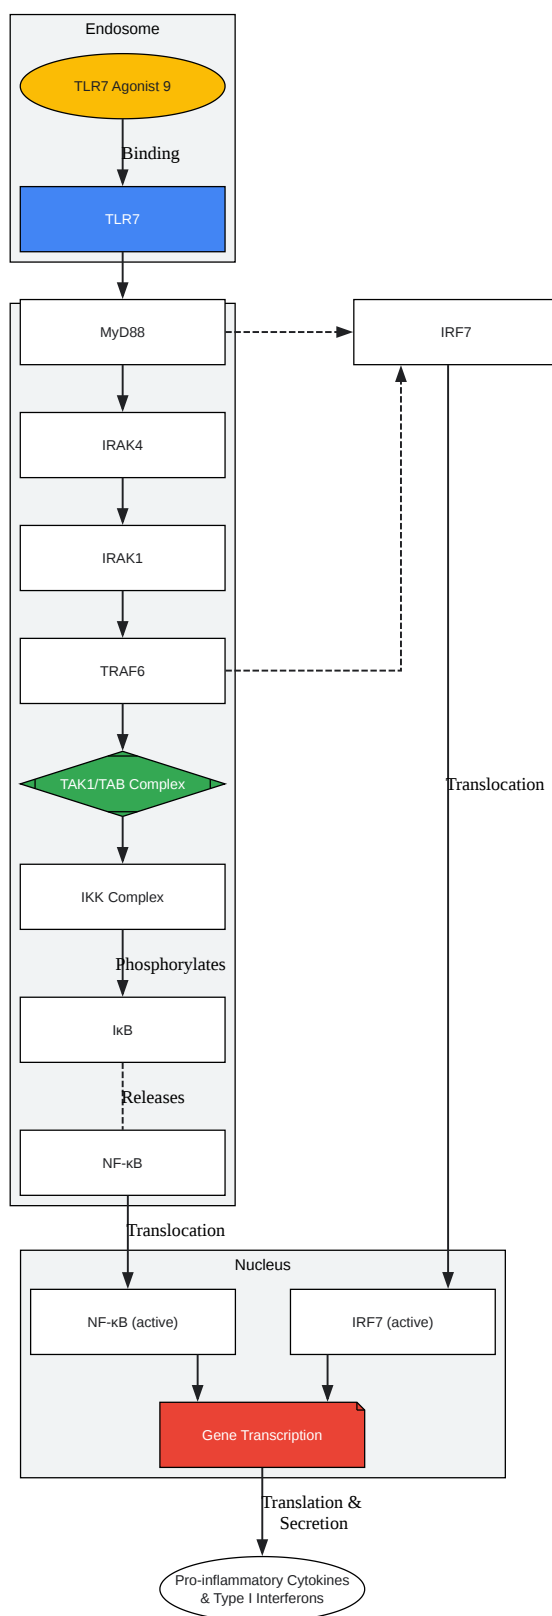 Endosome
TLR7 Agonist 9
Binding
TLR7
MyD88
IRF7
IRAK4
IRAK1
TRAF6
TAK1/TAB Complex
Translocation
IKK Complex
Phosphorylates
IκB
Releases
NF-κB
Translocation
Nucleus
NF-κB (active)
IRF7 (active)
Gene Transcription
Translation &
Secretion
Pro-inflammatory Cytokines
& Type I Interferons